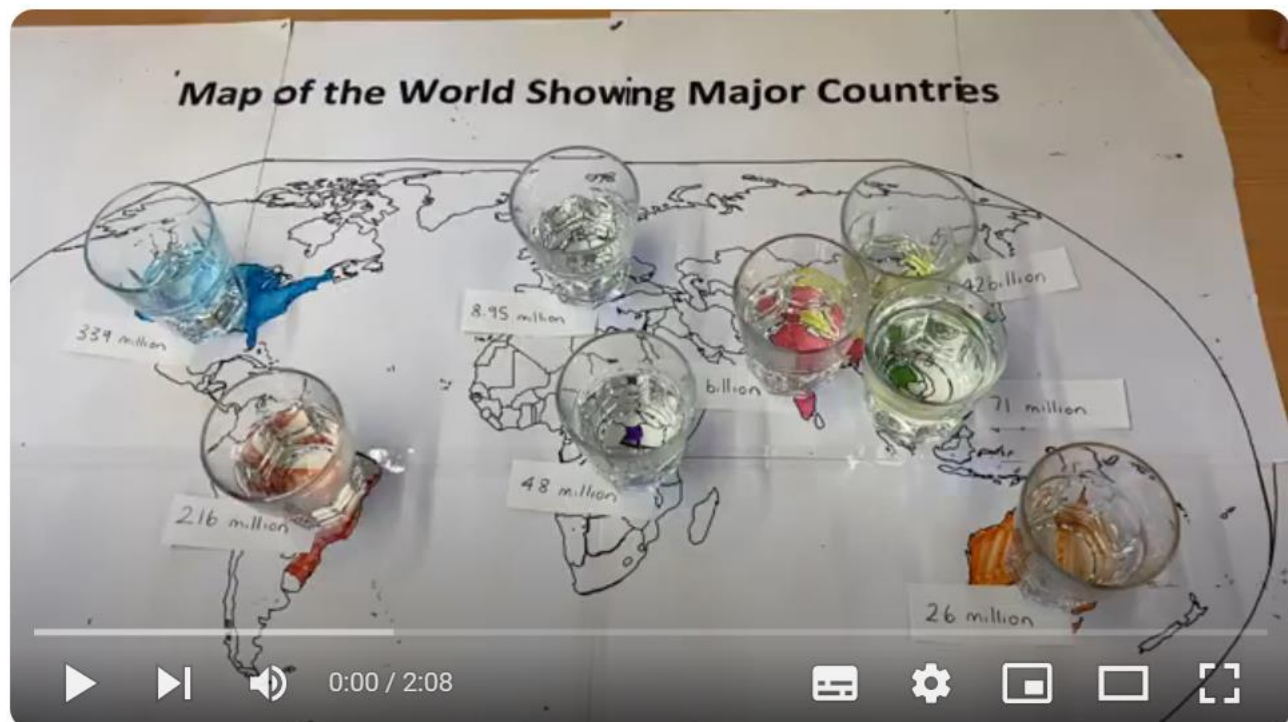 Map of the World Showing Major Countries
339 million
8.95 million
billion
billion
71 million
48 million
216 million
26 million
0:00 / 2:08